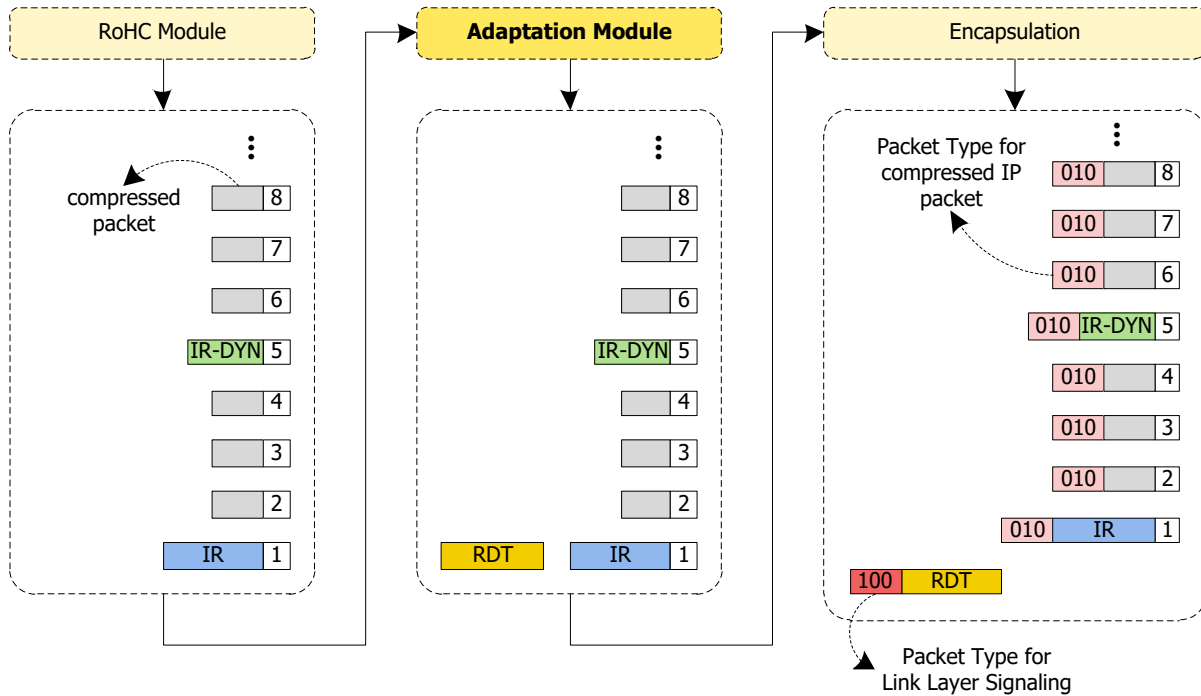 RoHC Module
Adaptation Module
Encapsulation
compressed
packet
8
7
6
IR-DYN 5
4
3
2
IR 1
8
7
6
IR-DYN 5
4
3
2
RDT IR 1
Packet Type for
compressed IP
packet
010 8
010 7
010 6
010 IR-DYN 5
010 4
010 3
010 2
010 IR 1
100 RDT
Packet Type for
Link Layer Signaling